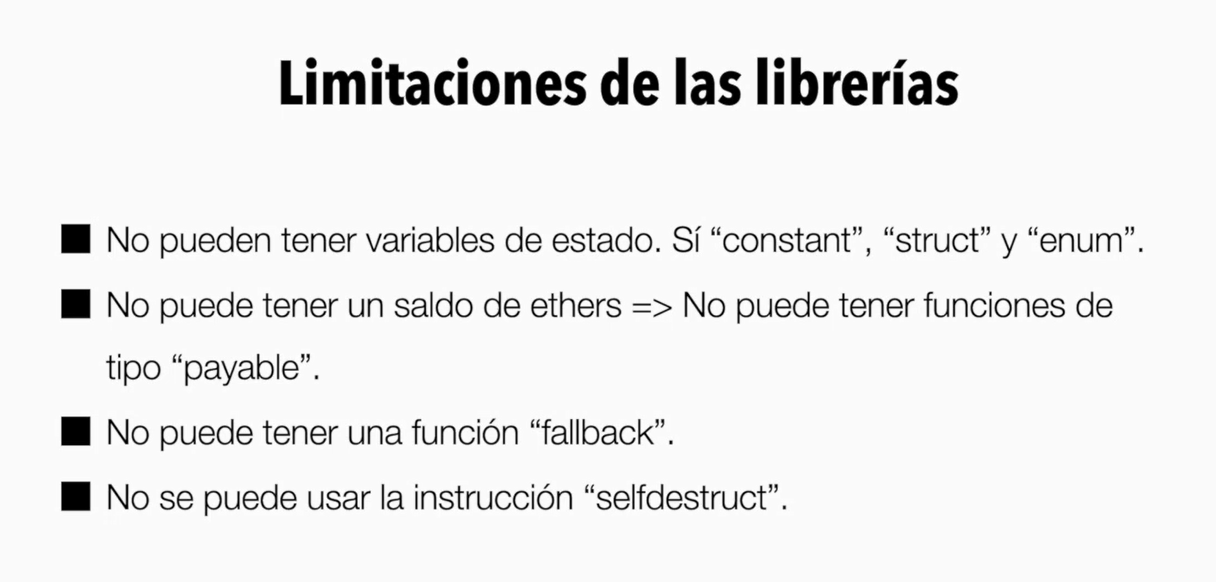 Limitaciones de las librerías
No pueden tener variables de estado. Sí “constant”, “struct” y “enum”.
No puede tener un saldo de ethers => No puede tener funciones de
tipo “payable”.
No puede tener una función “fallback”.
No se puede usar la instrucción “selfdestruct”.